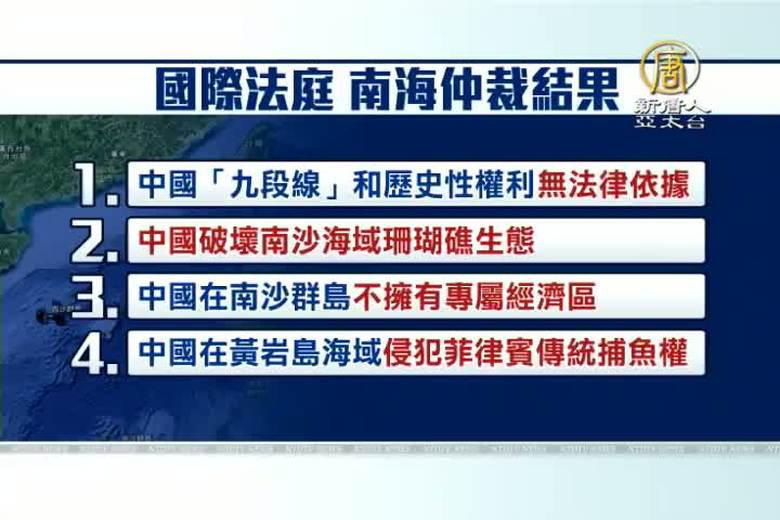 國際法庭 南海仲裁結果
唐
新唐人
亞太台
1. 中國「九段線」和歷史性權利無法律依據
2. 中國破壞南沙海域珊瑚礁生態
3. 中國在南沙群島不擁有專屬經濟區
4. 中國在黃岩島海域侵犯菲律賓傳統捕魚權